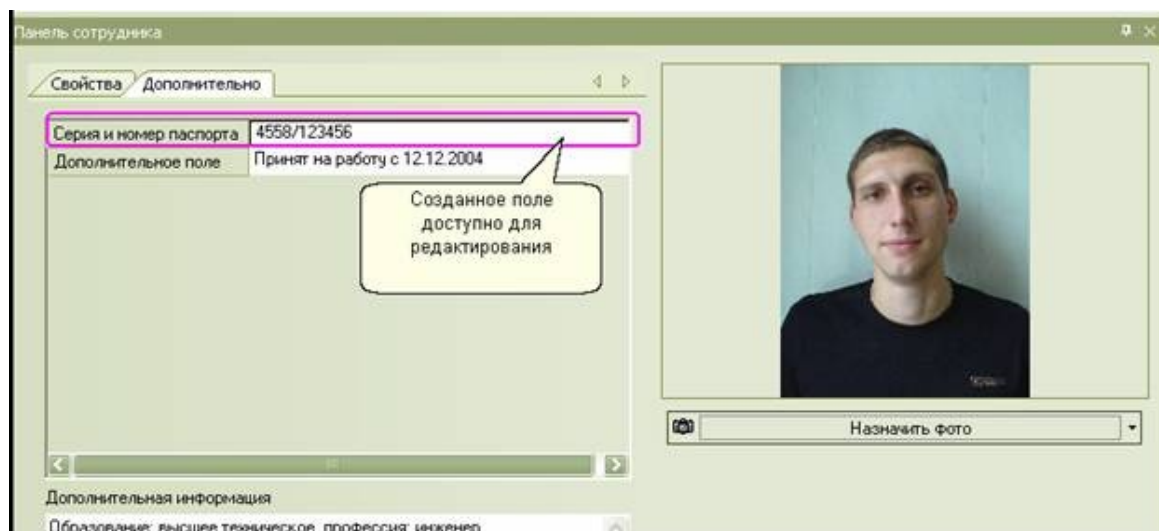 Панель сотрудника
Свойства Дополнительно
Серия и номер паспорта 4558/123456
Дополнительное поле Принят на работу с 12.12.2004
Созданное поле
доступно для
редактирования
Назначить фото
Дополнительная информация
Образование: высшее техническое, профессия: инженер